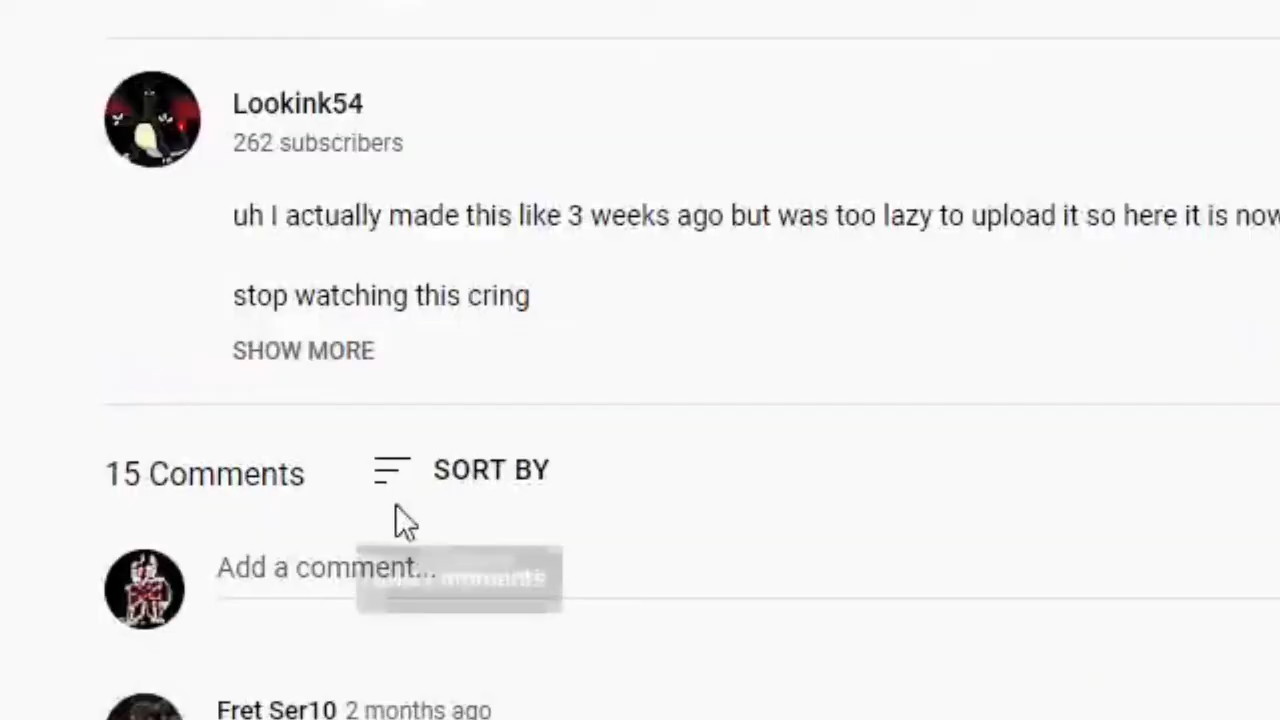 Lookink54
262 subscribers
uh I actually made this like 3 weeks ago but was too lazy to upload it so here it is now
stop watching this cring
SHOW MORE
15 Comments
SORT BY
Add a comment...
Fret Ser10 2 months ago